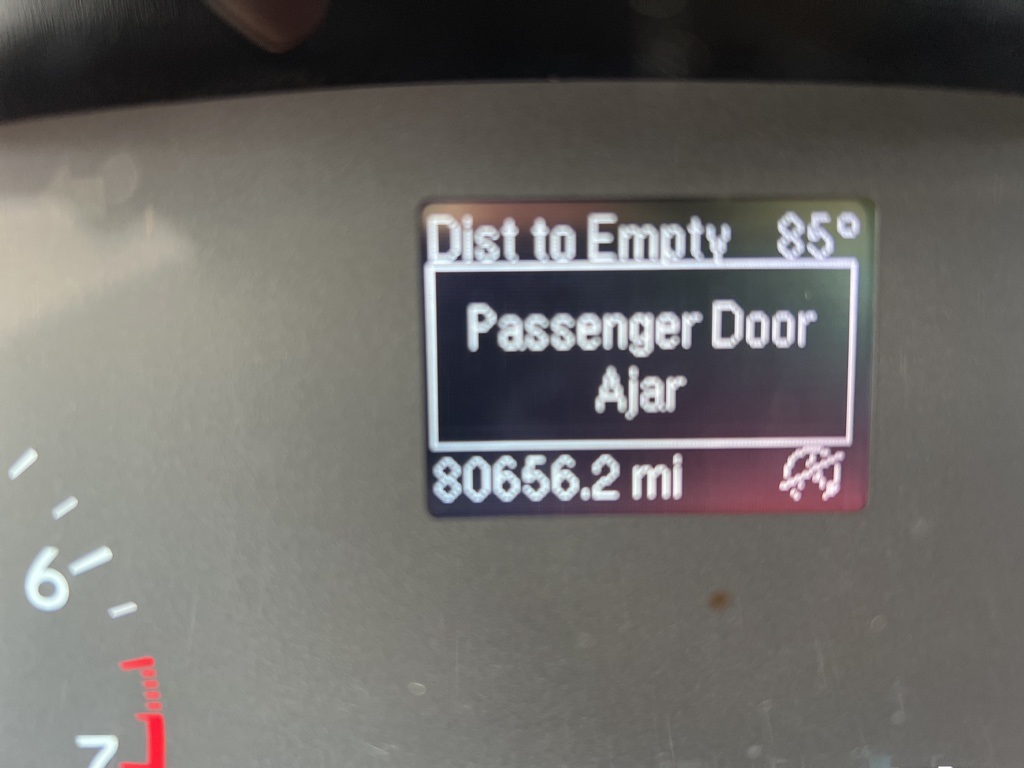 Dist to Empty 85°
Passenger Door
Ajar
80656.2 mi
6
7